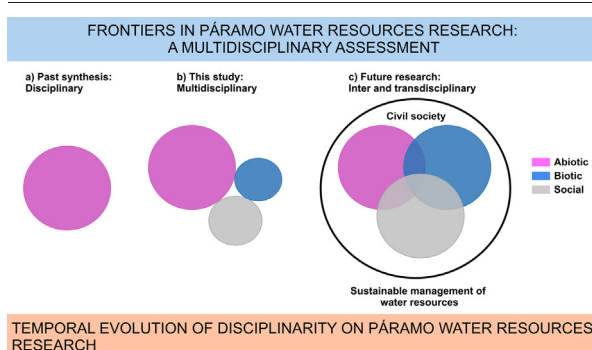 FRONTIERS IN PÁRAMO WATER RESOURCES RESEARCH:
A MULTIDISCIPLINARY ASSESSMENT
a) Past synthesis:
Disciplinary
b) This study:
Multidisciplinary
c) Future research:
Inter and transdisciplinary
Civil society
Abiotic
Biotic
Social
Sustainable management of
water resources
TEMPORAL EVOLUTION OF DISCIPLINARITY ON PÁRAMO WATER RESOURCES
RESEARCH